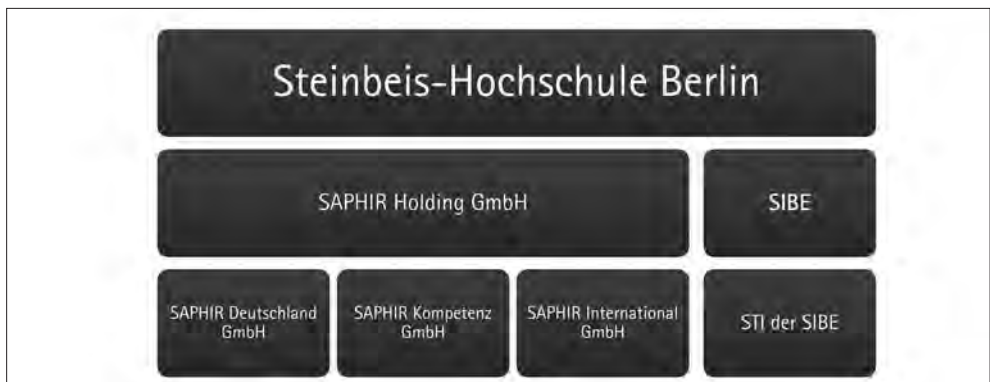 Steinbeis-Hochschule Berlin
SAPHIR Holding GmbH
SIBE
SAPHIR Deutschland
GmbH
SAPHIR Kompetenz
GmbH
SAPHIR International
GmbH
STI der SIBE